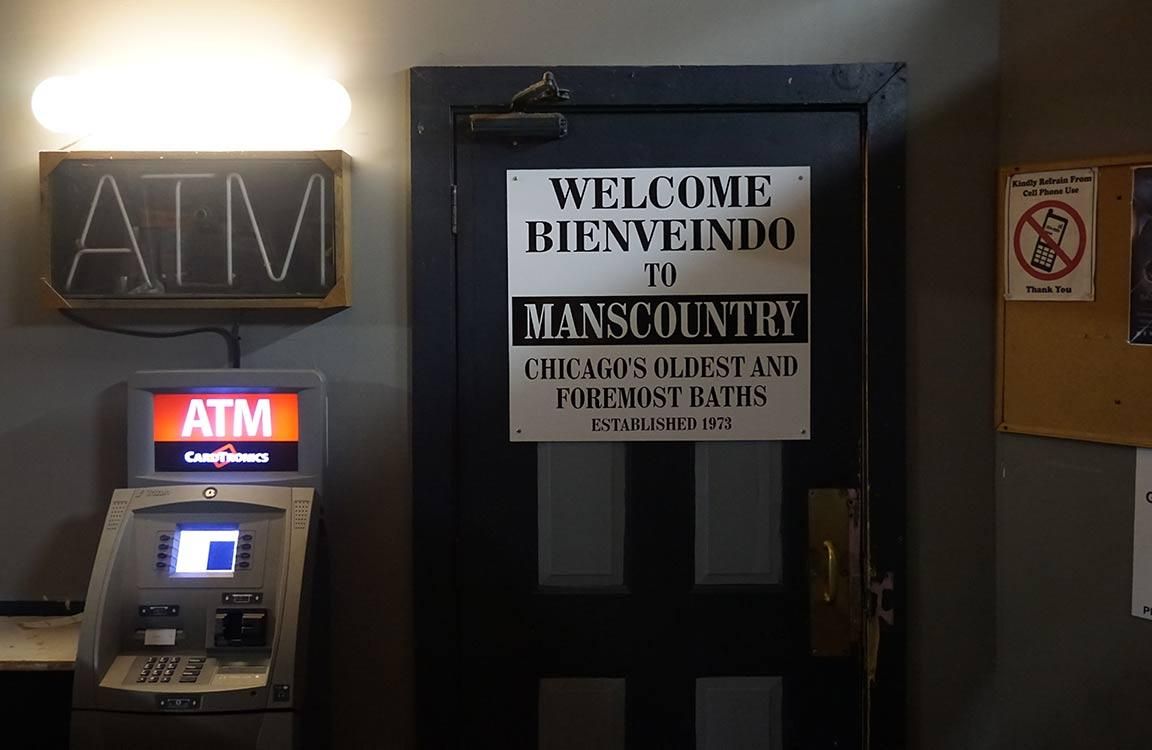 ATM
ATM
CARDTRONICS
Triton
WELCOME
BIENVEINDO
TO
MANSCOUNTRY
CHICAGO'S OLDEST AND
FOREMOST BATHS
ESTABLISHED 1973
Kindly Refrain From
Cell Phone Use
Thank You